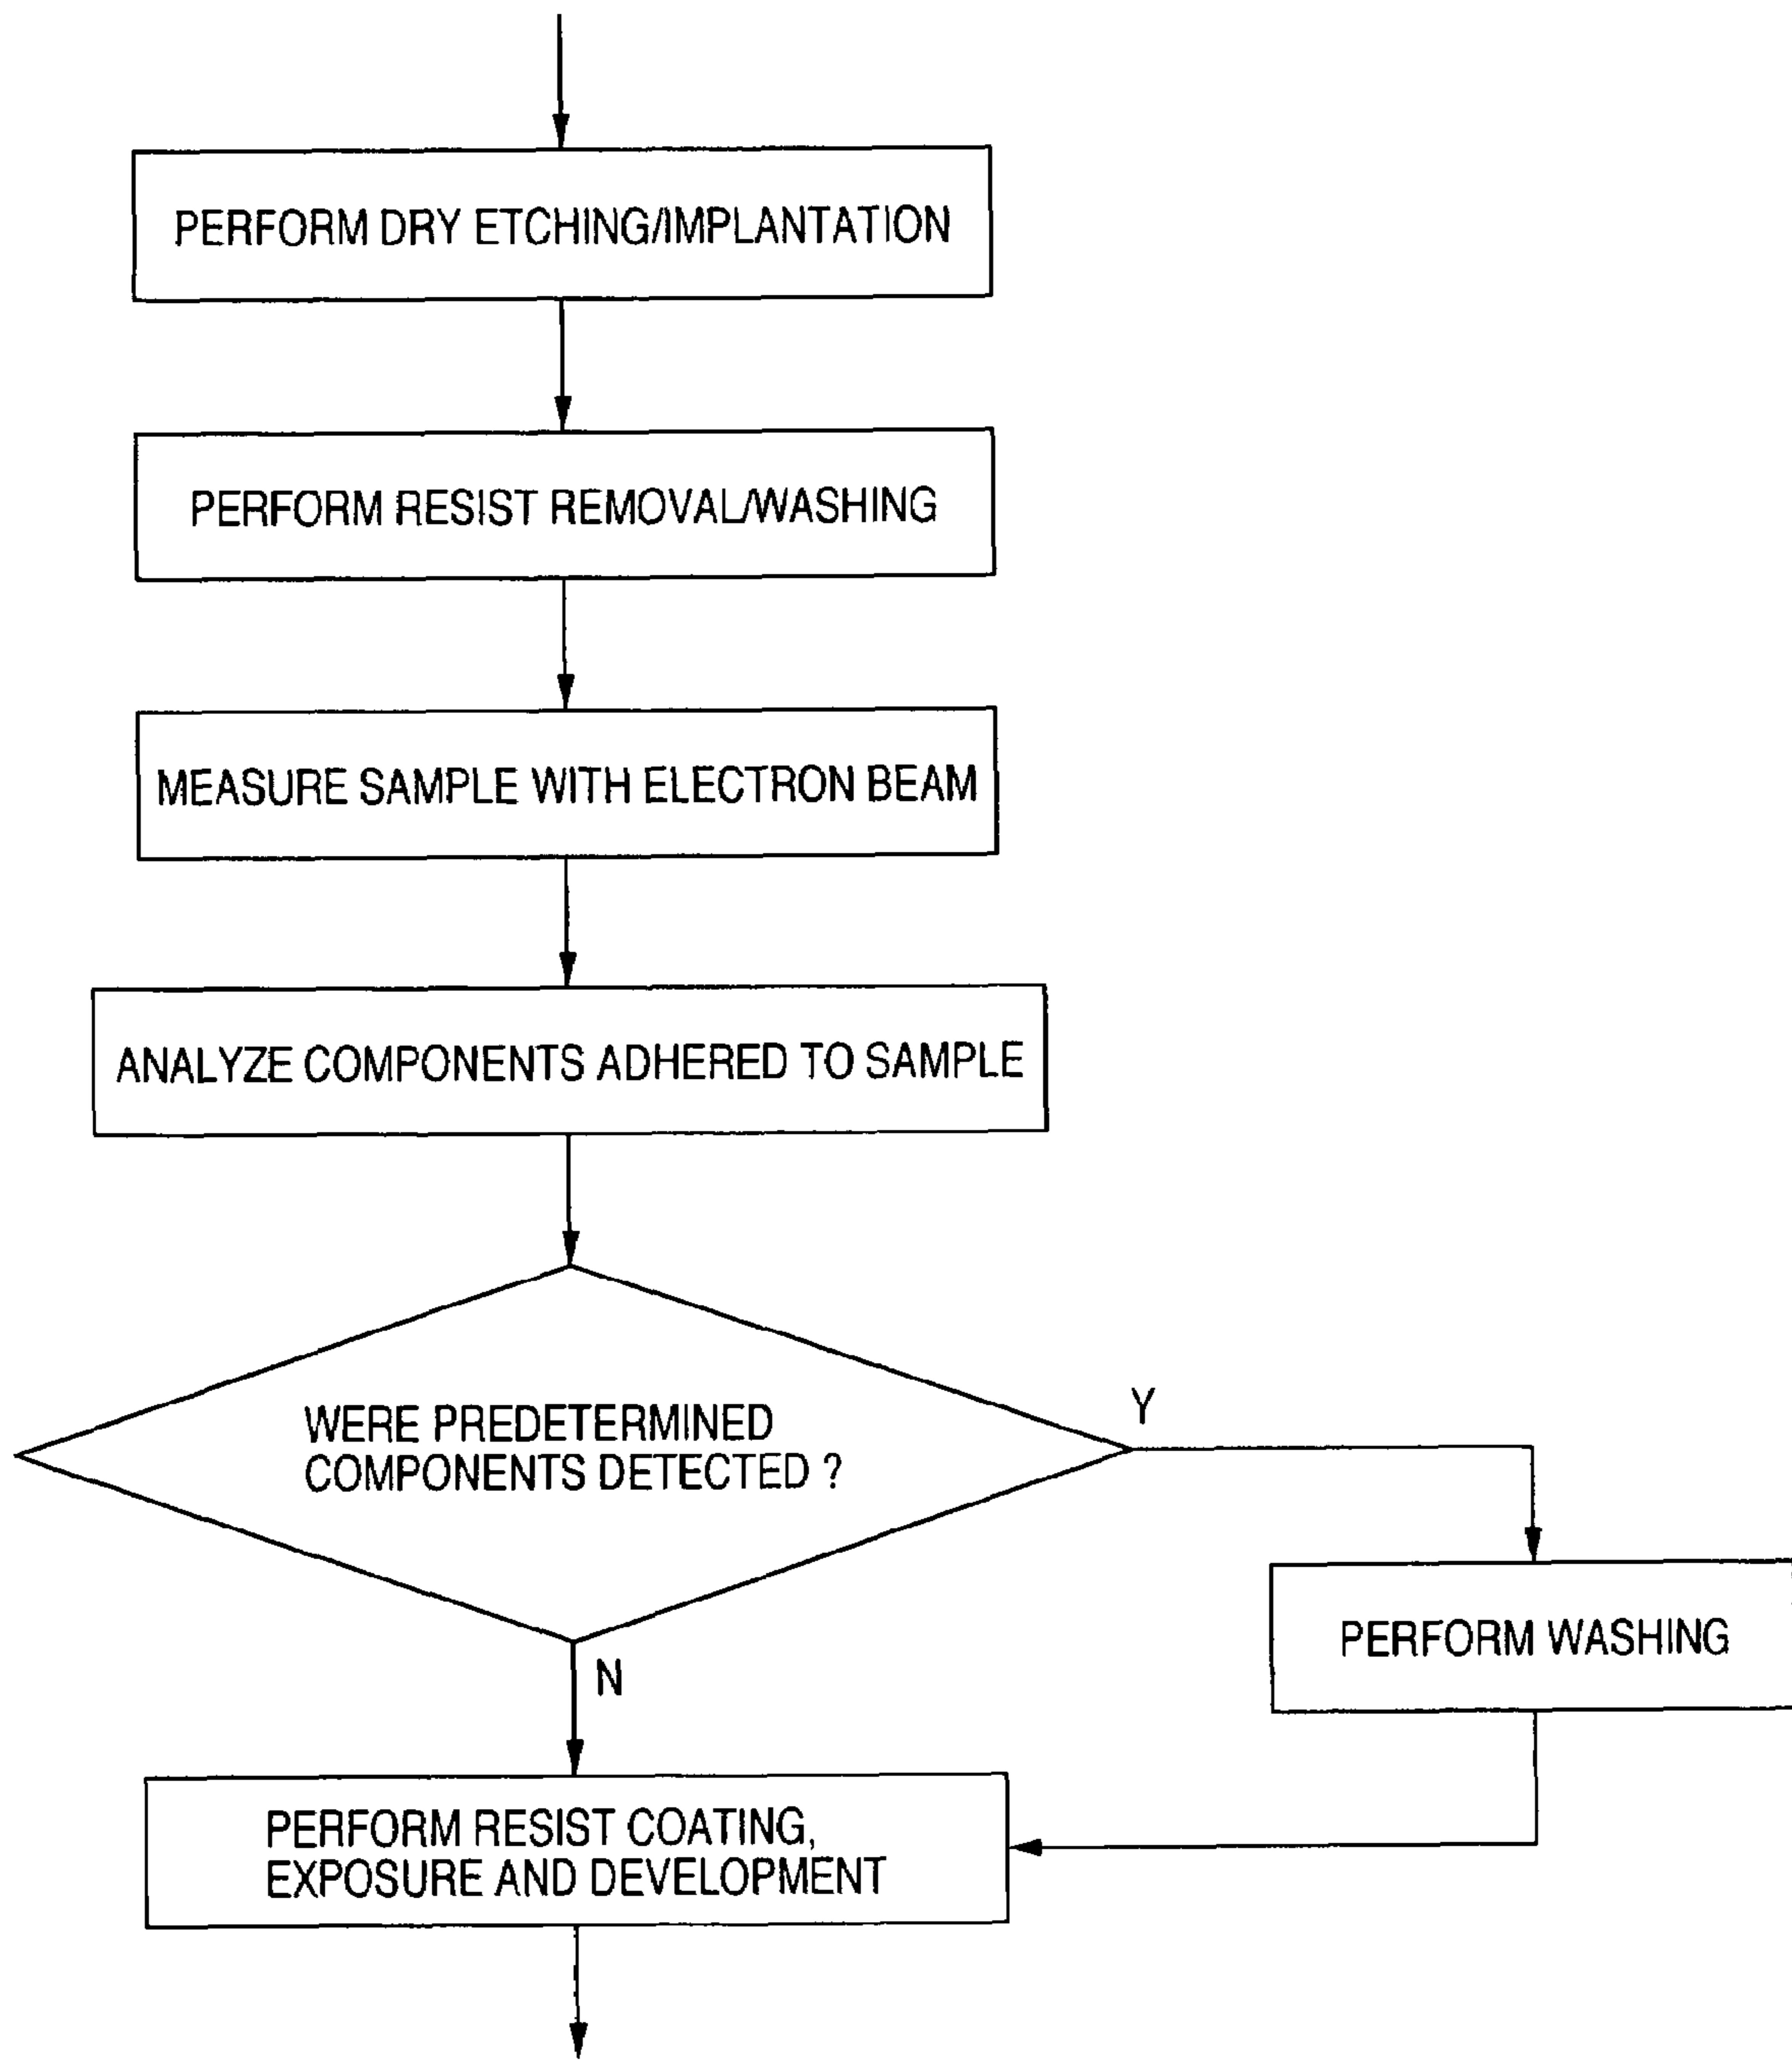 PERFORM DRY ETCHING/IMPLANTATION
PERFORM RESIST REMOVAL/WASHING
MEASURE SAMPLE WITH ELECTRON BEAM
ANALYZE COMPONENTS ADHERED TO SAMPLE
WERE PREDETERMINED
COMPONENTS DETECTED ?
Y
PERFORM WASHING
N
PERFORM RESIST COATING,
EXPOSURE AND DEVELOPMENT